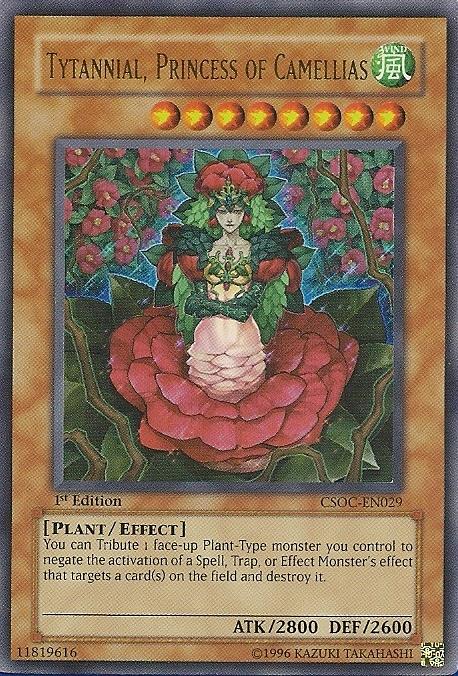 TYTANNIAL, PRINCESS OF CAMELLIAS
WIND
風
1st Edition
CSOC-EN029
[PLANT/EFFECT]
You can Tribute 1 face-up Plant-Type monster you control to
negate the activation of a Spell, Trap, or Effect Monster's effect
that targets a card(s) on the field and destroy it.
ATK/2800 DEF/2600
11819616
©1996 KAZUKI TAKAHASHI